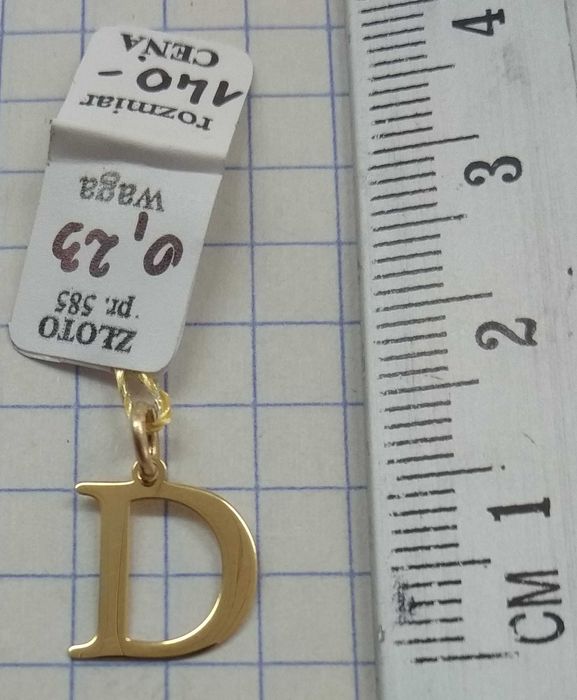 ZŁOTO
pr. 585
0,23
waga
rozmiar
140,-
CENA
4
3
2
1
CM